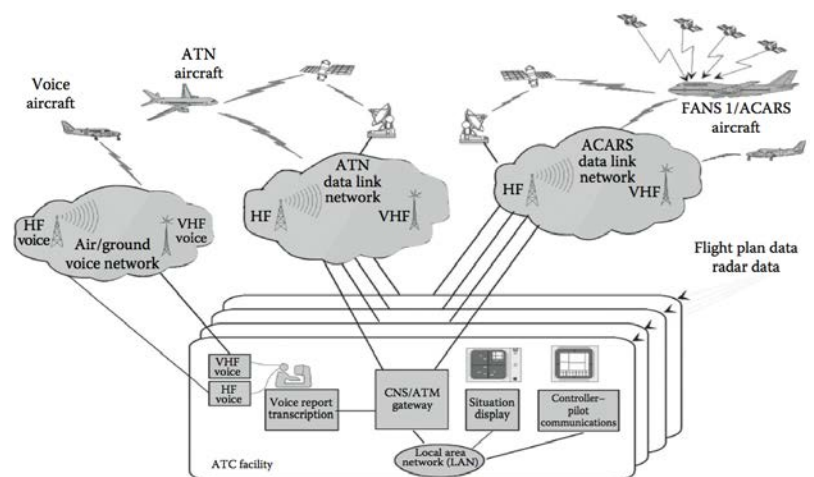 Voice
aircraft
ATN
aircraft
FANS 1/ACARS
aircraft
HF
voice
VHF
voice
Air/ground
voice network
ATN
data link
network
HF
VHF
ACARS
data link
network
HF
VHF
Flight plan data
radar data
VHF
voice
HF
voice
Voice report
transcription
CNS/ATM
gateway
Situation
display
Controller–
pilot
communications
Local area
network (LAN)
ATC facility